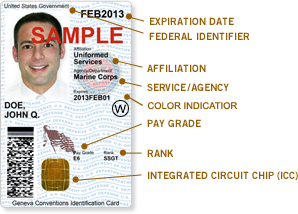 United States Government
FEB2013
SAMPLE
Affiliation
Uniformed
Services
Agency/Department
Marine Corps
Expires
2013FEB01
W
DOE,
JOHN Q.
Pay Grade
E6
Rank
SSGT
Geneva Conventions Identification Card
EXPIRATION DATE
FEDERAL IDENTIFIER
AFFILIATION
SERVICE/AGENCY
COLOR INDICATIOR
PAY GRADE
RANK
INTEGRATED CIRCUIT CHIP (ICC)